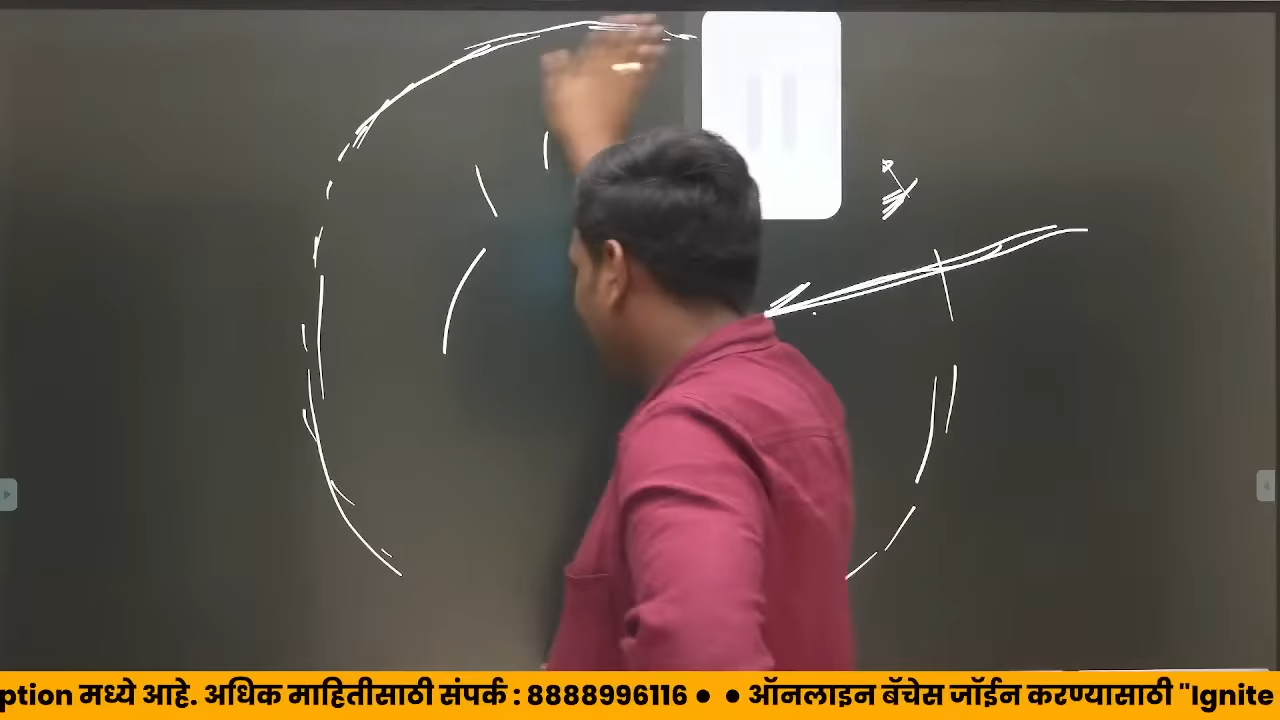 ption मध्ये आहे. अधिक माहितीसाठी संपर्क : 8888996116 ● ● ऑनलाइन बॅचेस जॉईन करण्यासाठी "Ignite